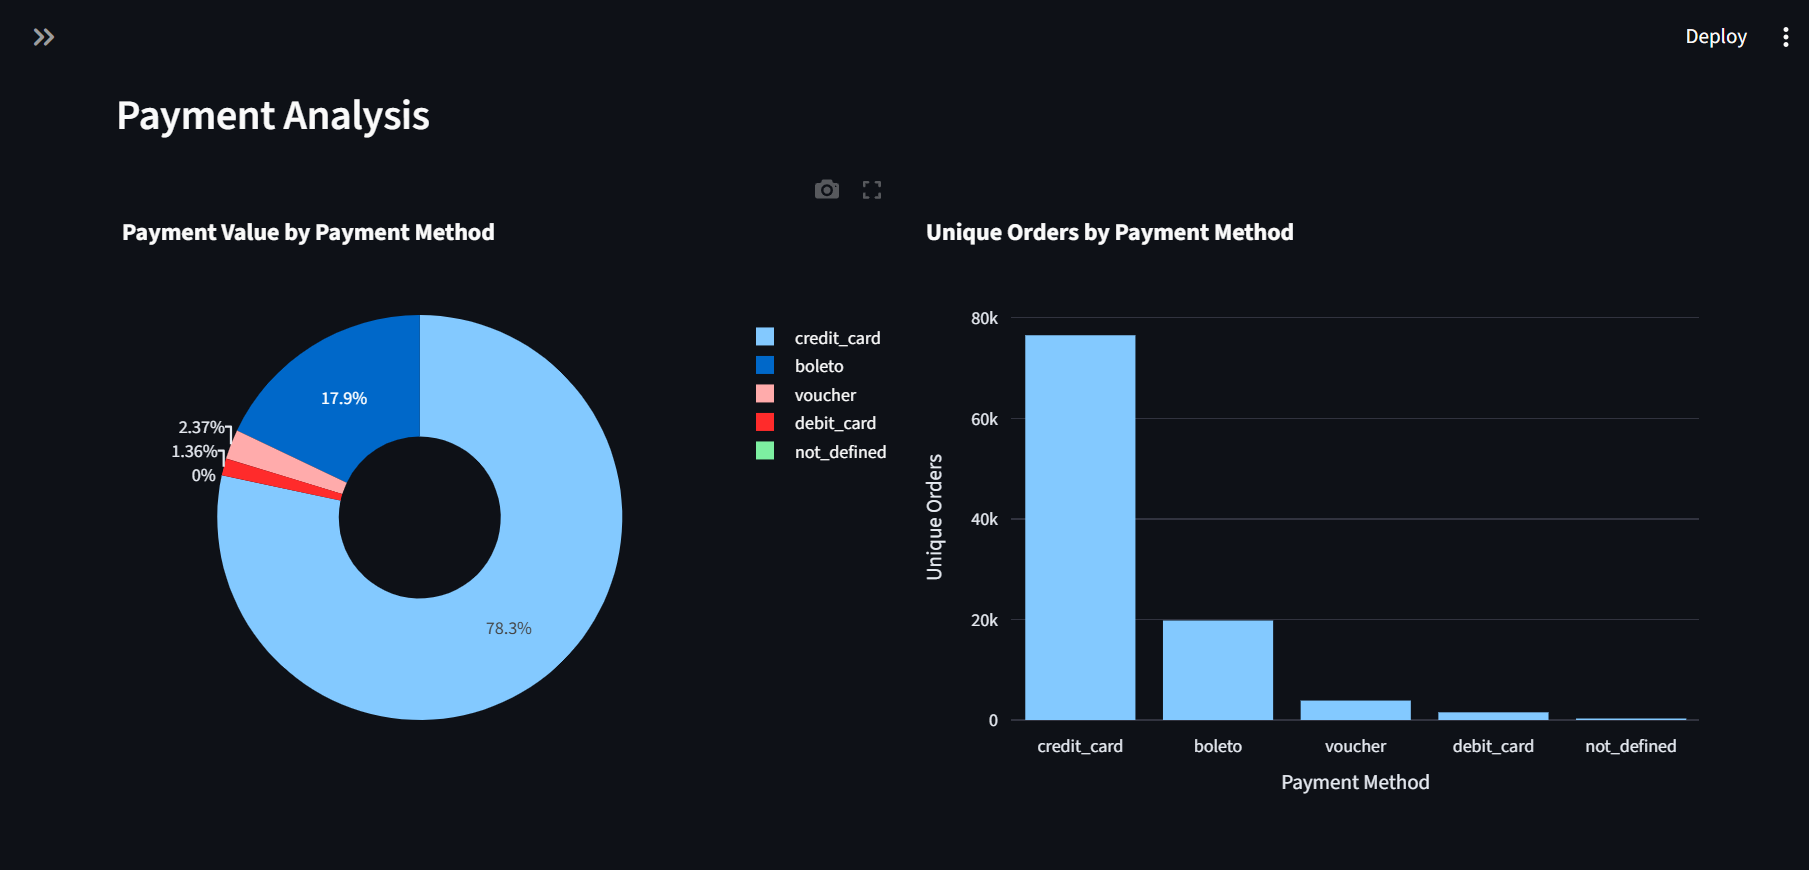 Deploy
Payment Analysis
Payment Value by Payment Method
17.9%
2.37%
1.36%
0%
78.3%
credit_card
boleto
voucher
debit_card
not_defined
Unique Orders by Payment Method
80k
60k
40k
20k
0
Unique Orders
credit_card boleto voucher debit_card not_defined
Payment Method